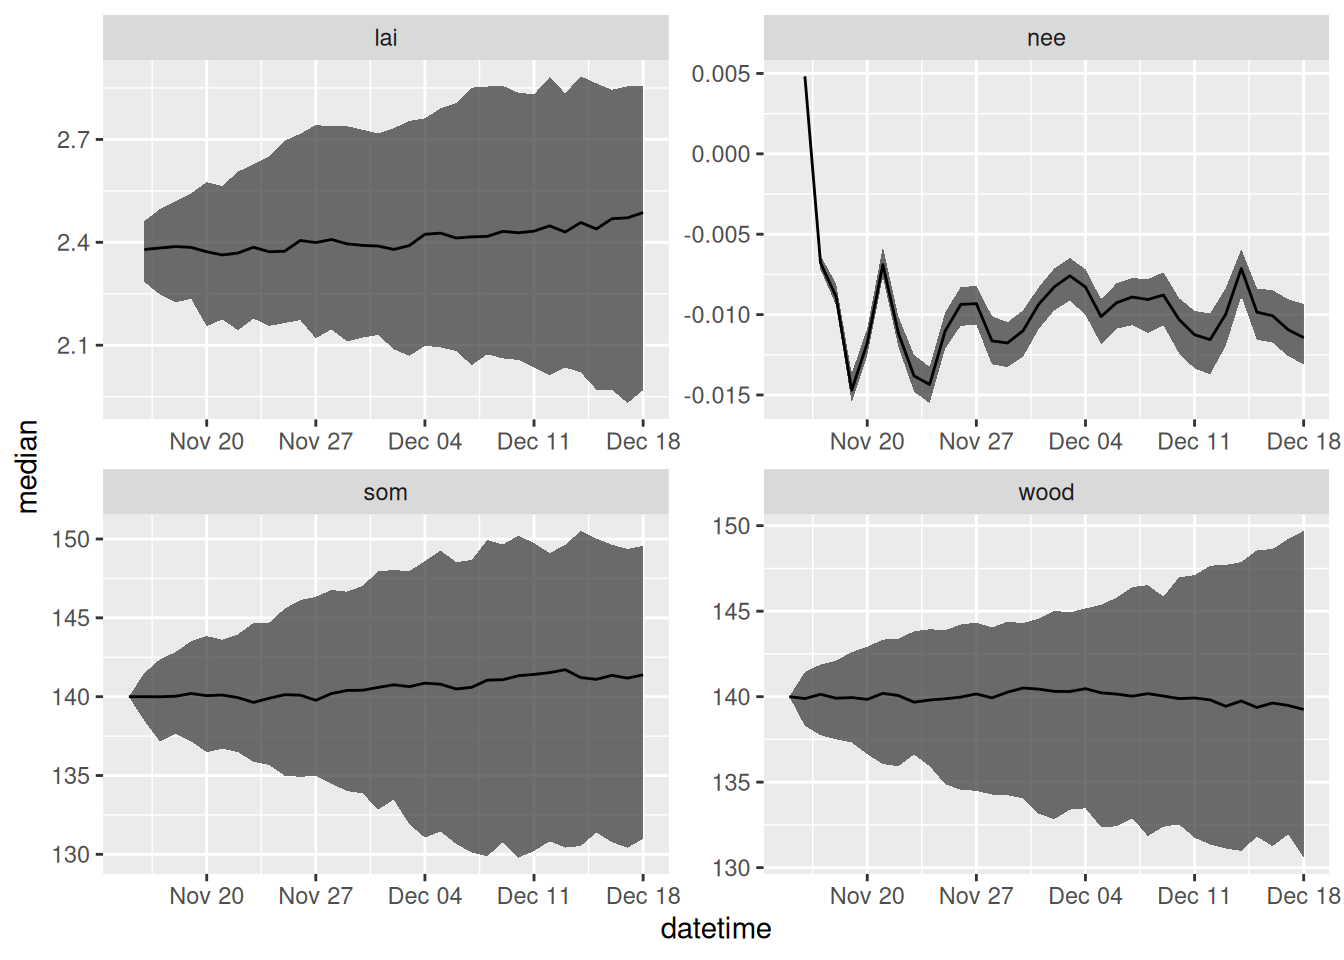 lai
nee
2.7
2.4
2.1
0.005
0.000
-0.005
-0.010
-0.015
Nov 20 Nov 27 Dec 04 Dec 11 Dec 18
Nov 20 Nov 27 Dec 04 Dec 11 Dec 18
median
som
wood
150
145
140
135
130
150
145
140
135
130
Nov 20 Nov 27 Dec 04 Dec 11 Dec 18
Nov 20 Nov 27 Dec 04 Dec 11 Dec 18
datetime